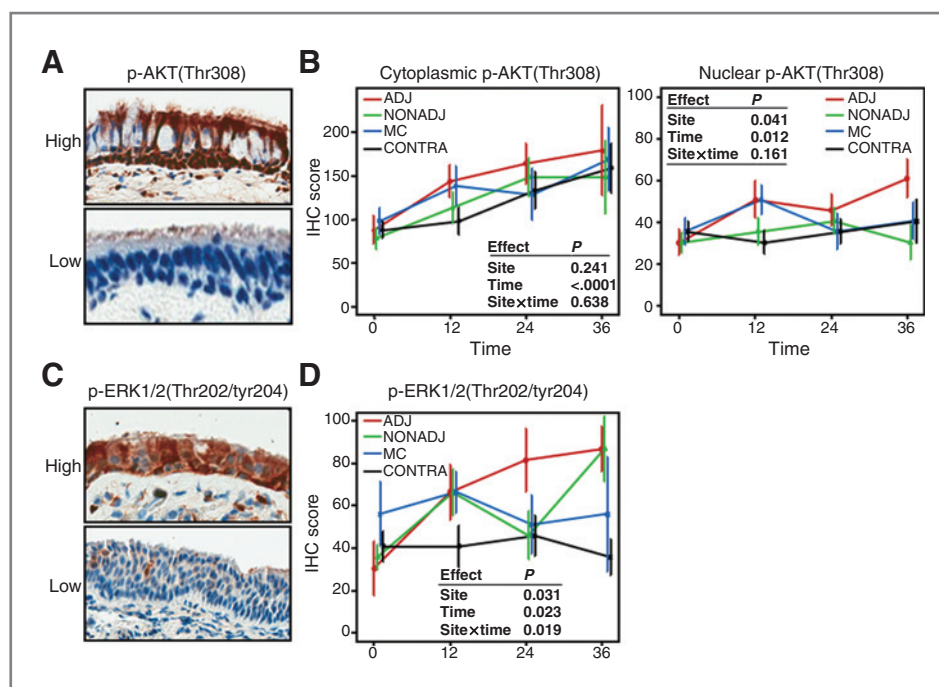 A
p-AKT(Thr308)
High
Low
B
Cytoplasmic p-AKT(Thr308)
ADJ
NONADJ
MC
CONTRA
IHC score
200
150
100
50
0
Effect P
Site 0.241
Time <.0001
Site×time 0.638
0 12 24 36
Time
Nuclear p-AKT(Thr308)
100
80
60
40
20
0
Effect P
Site 0.041
Time 0.012
Site×time 0.161
ADJ
NONADJ
MC
CONTRA
0 12 24 36
Time
C
p-ERK1/2(Thr202/tyr204)
High
Low
D
p-ERK1/2(Thr202/tyr204)
ADJ
NONADJ
MC
CONTRA
IHC score
100
80
60
40
20
0
Effect P
Site 0.031
Time 0.023
Site×time 0.019
0 12 24 36